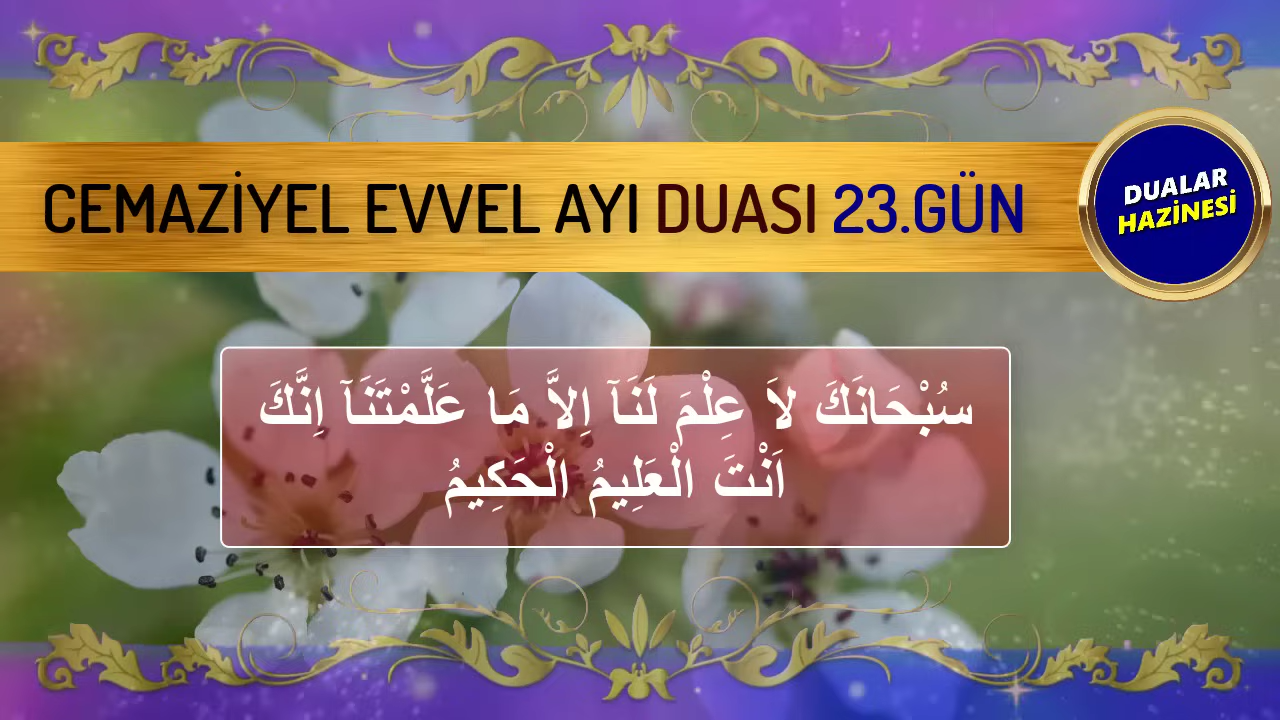 CEMAZİYEL EVVEL AYI DUASI 23.GÜN
DUALAR
HAZİNESİ
سُبْحَانَكَ لاَ عِلْمَ لَنَآ اِلاَّ مَا عَلَّمْتَنَآ اِنَّكَ
اَنْتَ الْعَلِيمُ الْحَكِيمُ